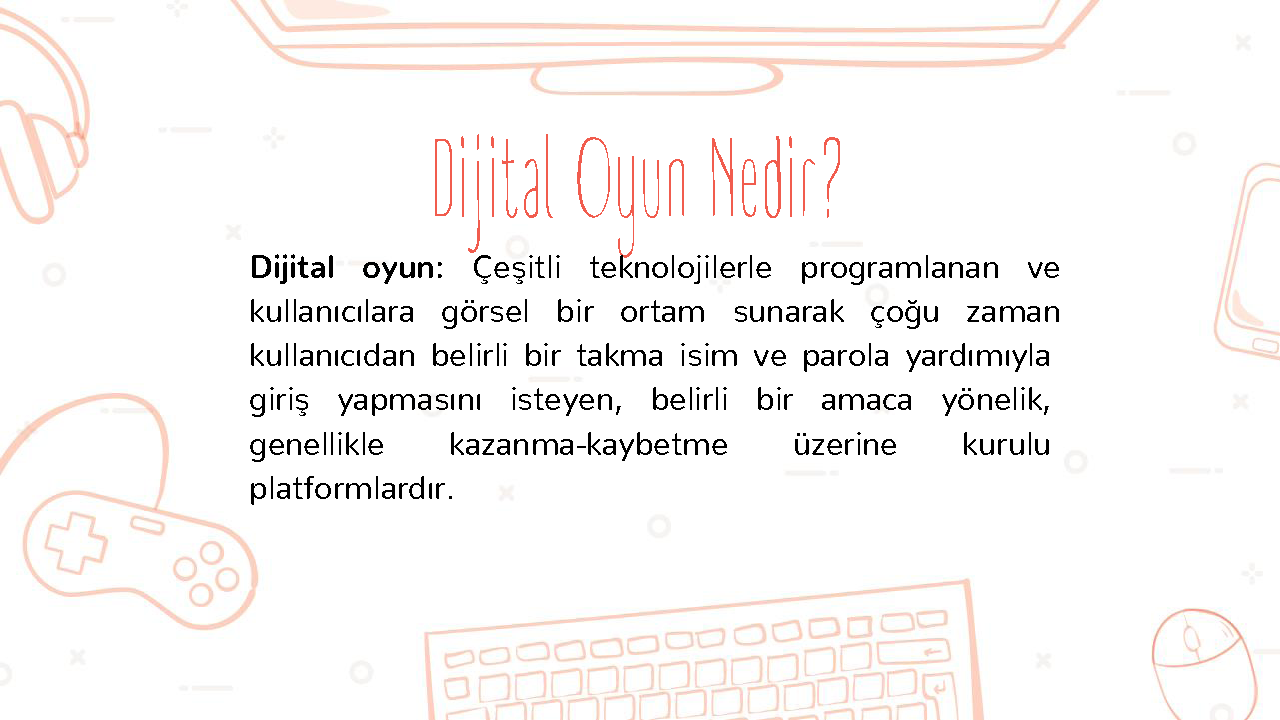 Dijital Oyun Nedir?
Dijital oyun: Çeşitli teknolojilerle programlanan ve
kullanıcılara görsel bir ortam sunarak çoğu zaman
kullanıcıdan belirli bir takma isim ve parola yardımıyla
giriş yapmasını isteyen, belirli bir amaca yönelik,
genellikle kazanma-kaybetme üzerine kurulu
platformlardır.